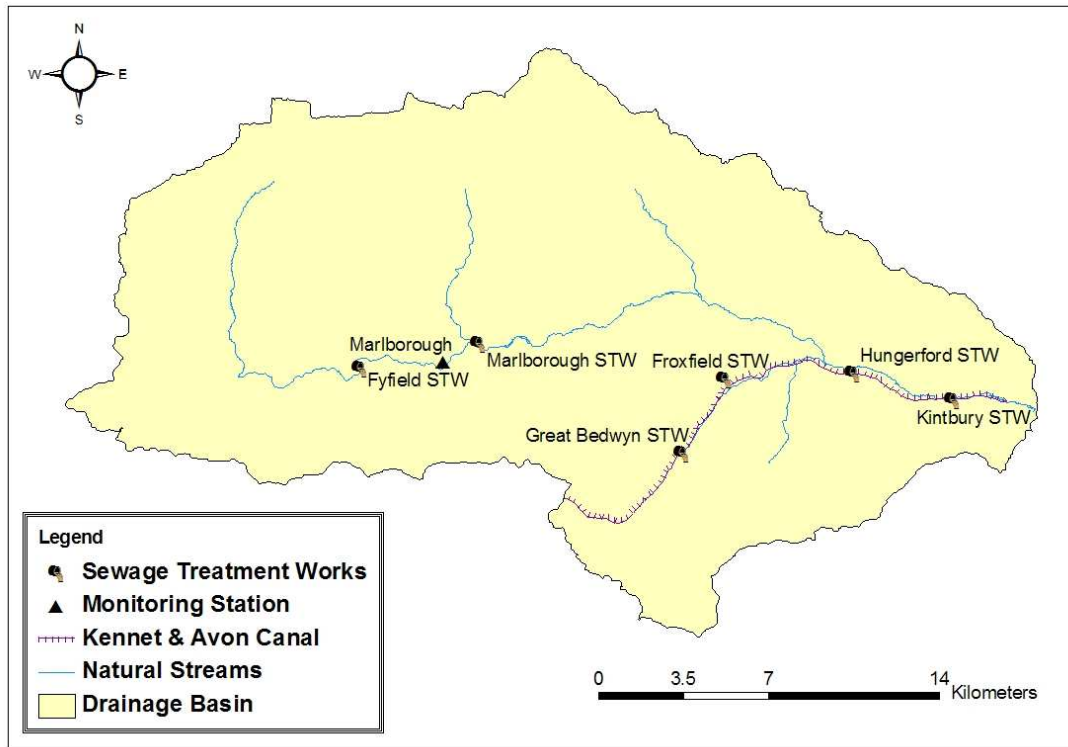 N
W E
S
Marlborough
Marlborough STW
Fyfield STW
Froxfield STW
Hungerford STW
Kintbury STW
Great Bedwyn STW
Legend
Sewage Treatment Works
Monitoring Station
Kennet & Avon Canal
Natural Streams
Drainage Basin
0 3.5 7 14
Kilometers